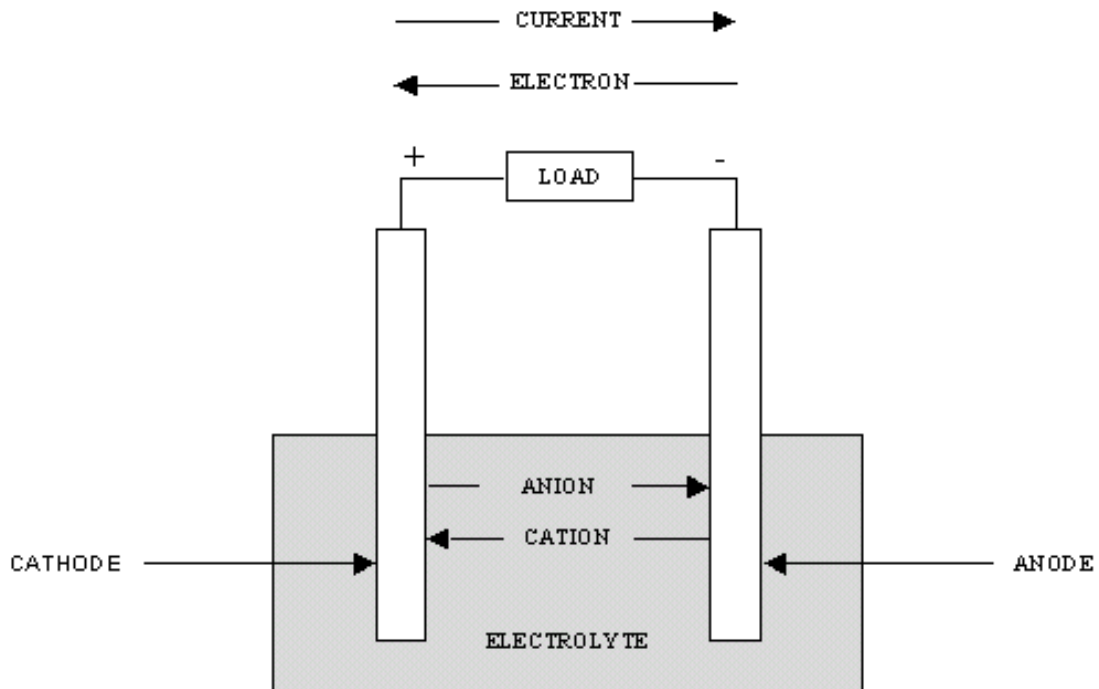 CURRENT
ELECTRON
+ -
LOAD
ANION
CATION
CATHODE ANODE
ELECTROLYTE